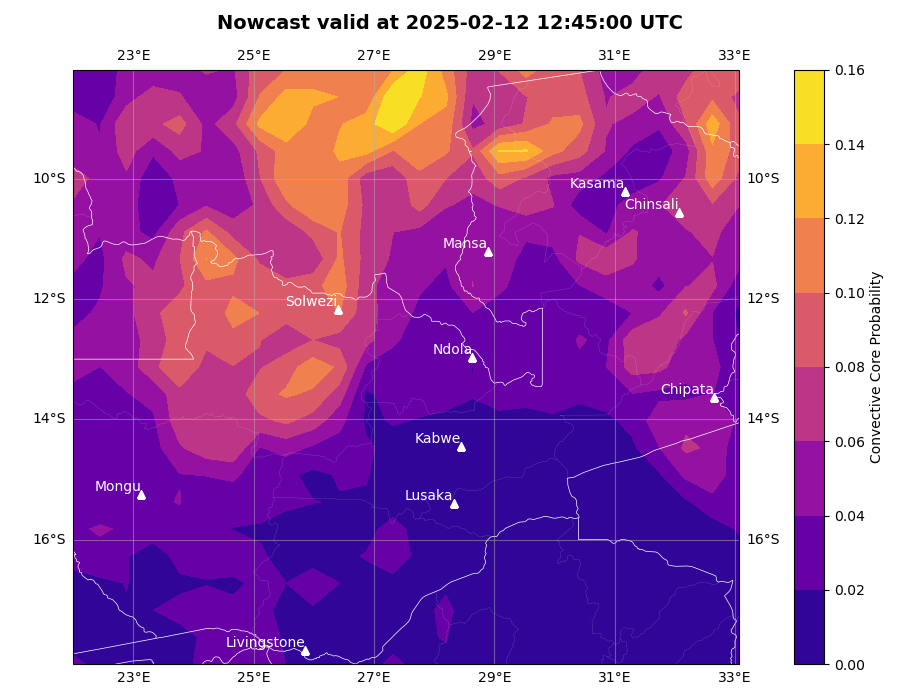 Nowcast valid at 2025-02-12 12:45:00 UTC
23°E 25°E 27°E 29°E 31°E 33°E
0.16
0.14
10°S Kasama 10°S
Chinsali
0.12
Mansa
12°S Solwezi 12°S
0.10
Ndola
0.08
Chipata
14°S 14°S
Kabwe
0.06
Mongu Lusaka
0.04
16°S 16°S
0.02
Livingstone
0.00
23°E 25°E 27°E 29°E 31°E 33°E
Convective Core Probability